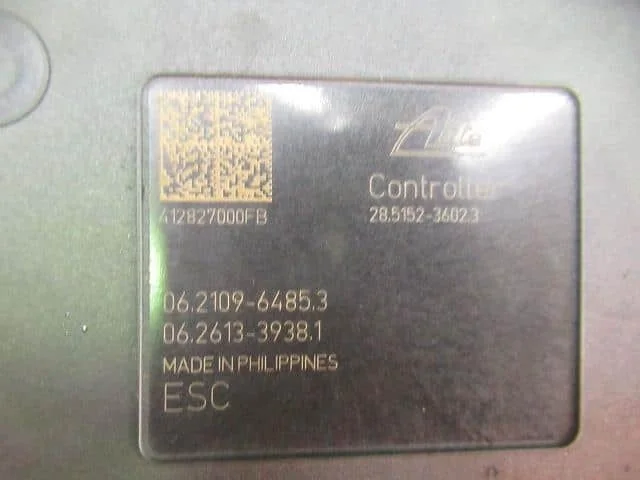 Ate
Controller
412827000FB
28.5152-3602.3
06.2109-6485.3
06.2613-3938.1
MADE IN PHILIPPINES
ESC